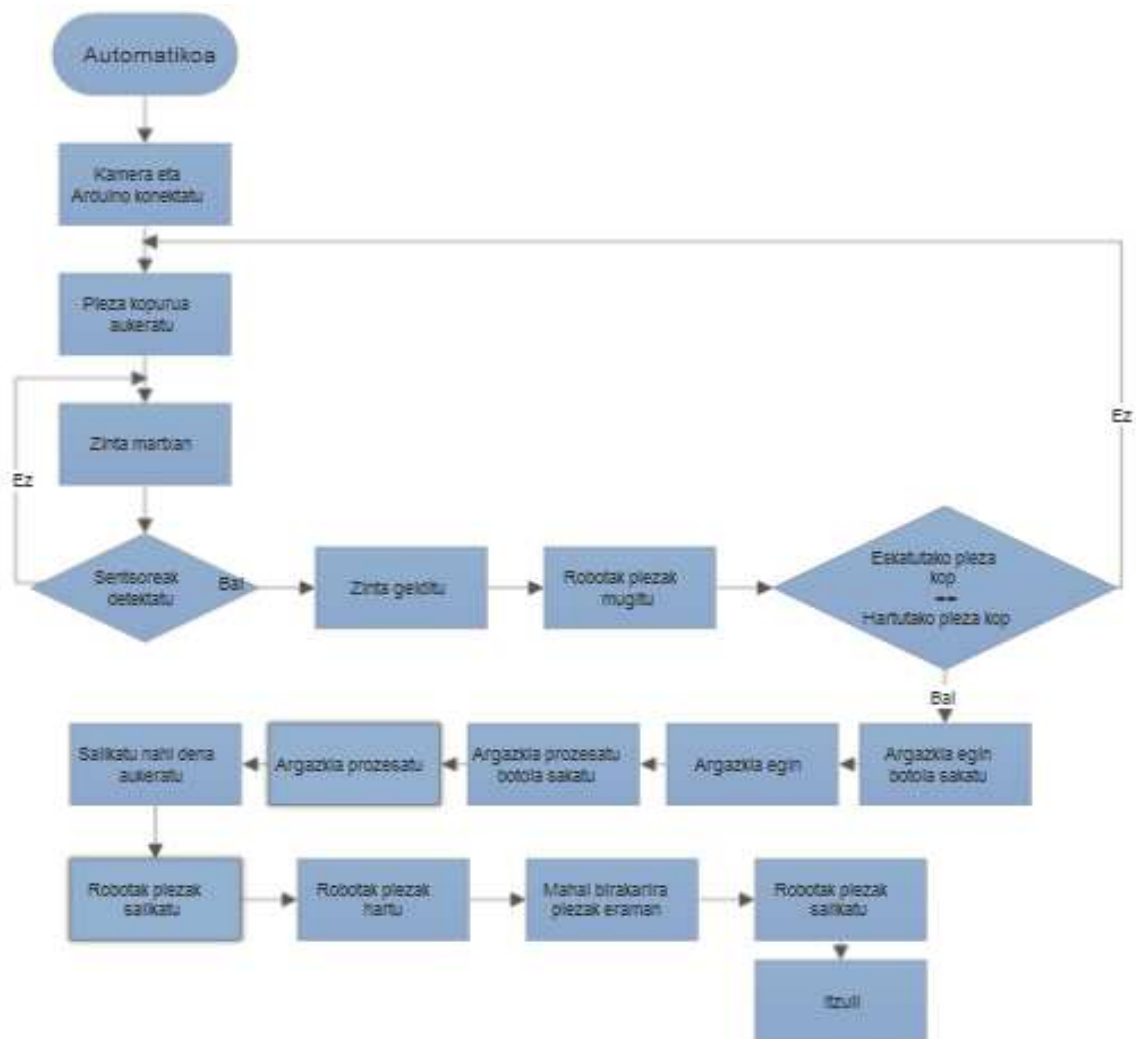 Automatikoa
Kamera eta
Arduino konektatu
Pieza kopurua
aukeratu
Zinta martxan
Ez
Ez
Sentsoreak
detektatu
Bai
Zinta gelditu
Robotak piezak
mugitu
Eskatutako pieza
kop
==
Hartutako pieza kop
Bai
Sailkatu nahi dena
aukeratu
Argazkia prozesatu
Argazkia prozesatu
botoia sakatu
Argazkia egin
Argazkia egin
botoia sakatu
Robotak piezak
sailkatu
Robotak piezak
hartu
Mahai birakarira
piezak eraman
Robotak piezak
sailkatu
Itzuli